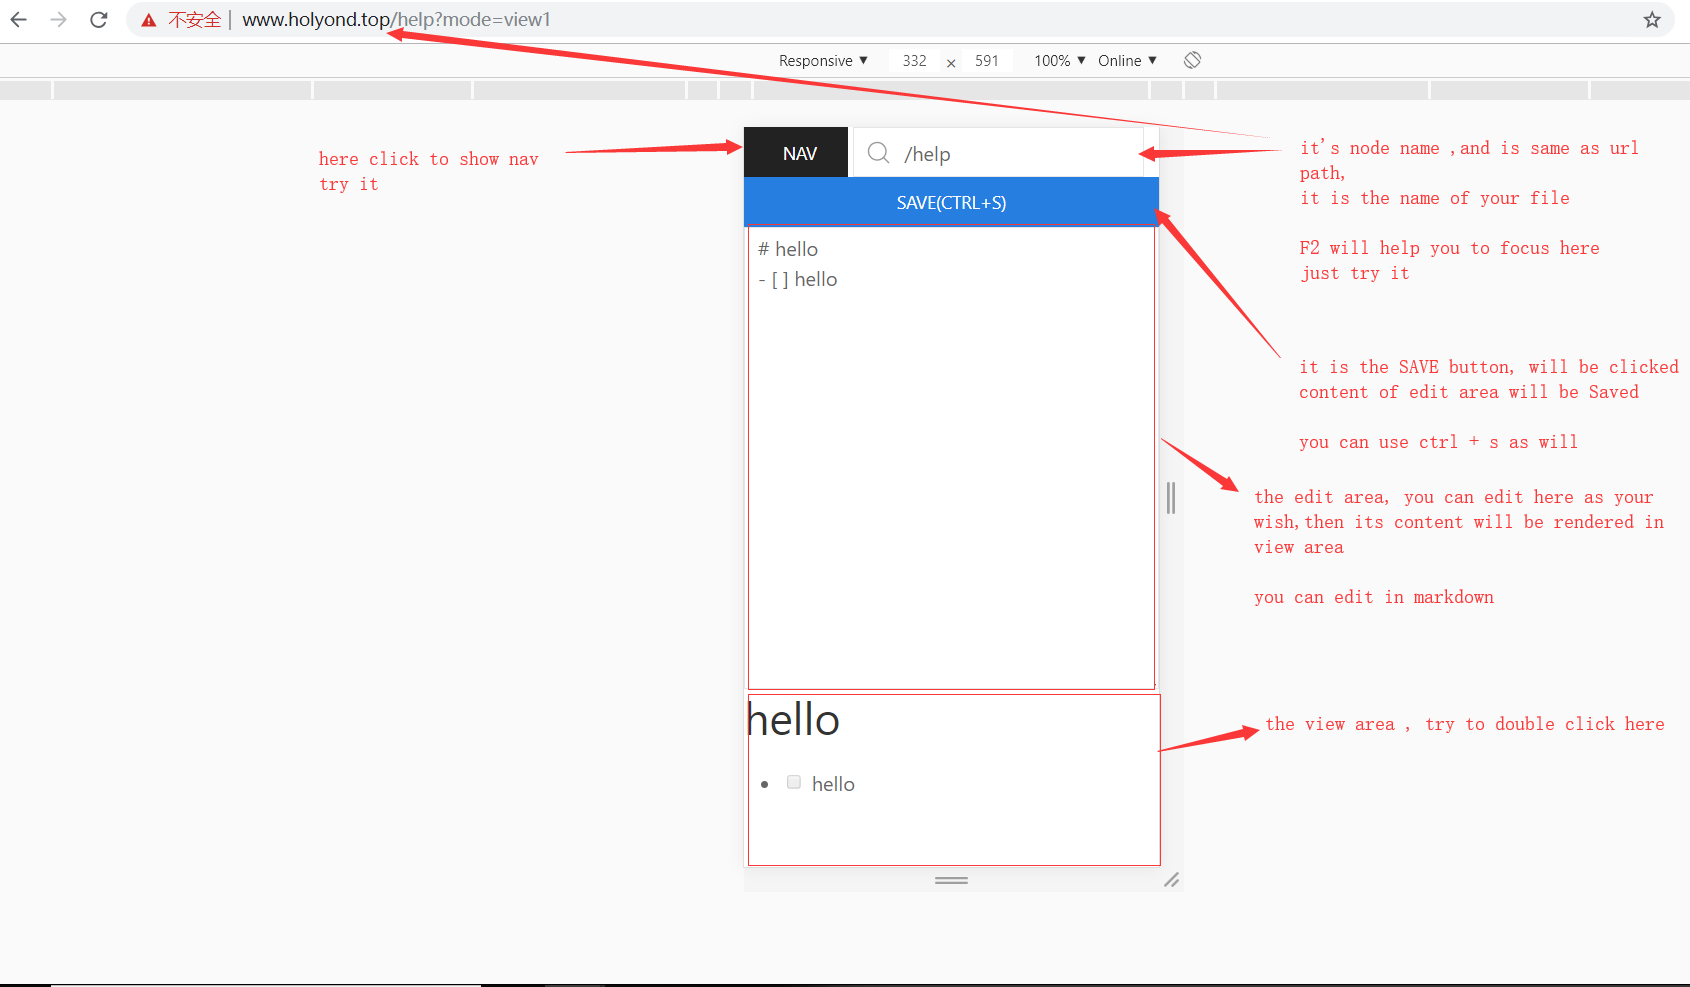 不安全 | www.holyond.top/help?mode=view1
Responsive ▼ 332 × 591 100% ▼ Online ▼
here click to show nav
try it
NAV
/help
SAVE(CTRL+S)
# hello
- [ ] hello
it's node name ,and is same as url
path,
it is the name of your file
F2 will help you to focus here
just try it
it is the SAVE button, will be clicked
content of edit area will be Saved
you can use ctrl + s as will
the edit area, you can edit here as your
wish,then its content will be rendered in
view area
you can edit in markdown
hello
• hello
the view area , try to double click here